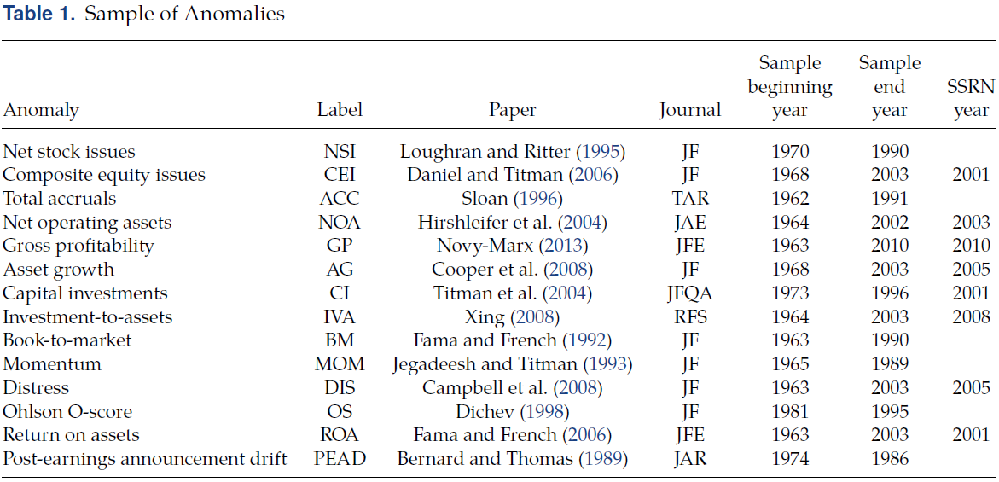 Table 1. Sample of Anomalies
Sample Sample
beginning end SSRN
Anomaly Label Paper Journal year year year
Net stock issues NSI Loughran and Ritter (1995) JF 1970 1990
Composite equity issues CEI Daniel and Titman (2006) JF 1968 2003 2001
Total accruals ACC Sloan (1996) TAR 1962 1991
Net operating assets NOA Hirshleifer et al. (2004) JAE 1964 2002 2003
Gross profitability GP Novy-Marx (2013) JFE 1963 2010 2010
Asset growth AG Cooper et al. (2008) JF 1968 2003 2005
Capital investments CI Titman et al. (2004) JFQA 1973 1996 2001
Investment-to-assets IVA Xing (2008) RFS 1964 2003 2008
Book-to-market BM Fama and French (1992) JF 1963 1990
Momentum MOM Jegadeesh and Titman (1993) JF 1965 1989
Distress DIS Campbell et al. (2008) JF 1963 2003 2005
Ohlson O-score OS Dichev (1998) JF 1981 1995
Return on assets ROA Fama and French (2006) JFE 1963 2003 2001
Post-earnings announcement drift PEAD Bernard and Thomas (1989) JAR 1974 1986